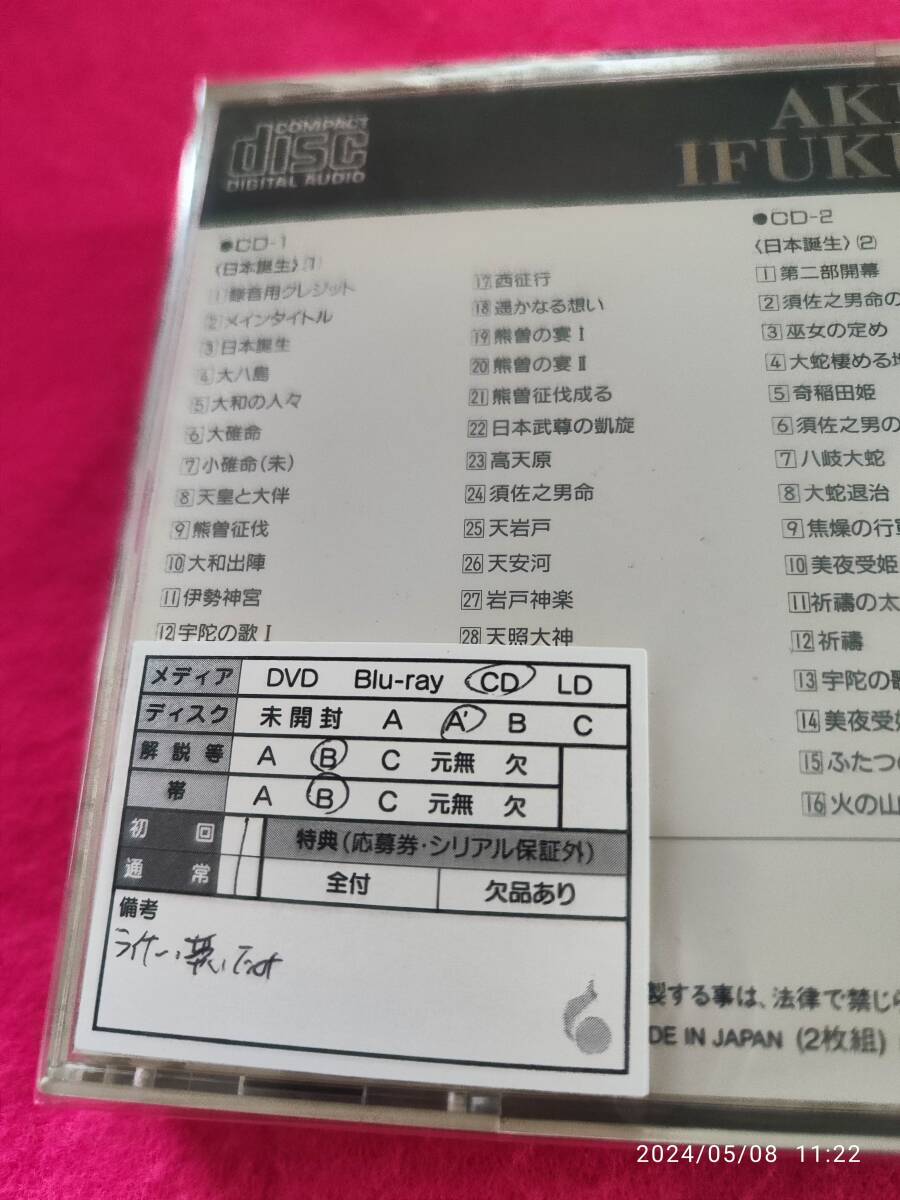 COMPACT
disc
DIGITAL AUDIO
AK
IFUKU
●CD-1
〈日本誕生〉(1)
1 録音用クレジット
2 メインタイトル
3 日本誕生
4 大八島
5 大和の人々
6 大碓命
7 小碓命(朱)
8 天皇と大伴
9 熊曽征伐
10 大和出陣
11 伊勢神宮
12 宇陀の歌 I
17 西征行
18 遥かなる想い
19 熊曽の宴 I
20 熊曽の宴 II
21 熊曽征伐成る
22 日本武尊の凱旋
23 高天原
24 須佐之男命
25 天岩戸
26 天安河
27 岩戸神楽
28 天照大神
●CD-2
〈日本誕生〉(2)
1 第二部開幕
2 須佐之男命の
3 巫女の定め
4 大蛇棲める
5 奇稲田姫
6 須佐之男の
7 八岐大蛇
8 大蛇退治
9 焦燥の行軍
10 美夜受姫
11 祈禱の太
12 祈禱
13 宇陀の歌
14 美夜受姫
15 ふたつの
16 火の山
メディア DVD Blu-ray CD LD
ディスク 未開封 A A' B C
解説等 A B C 元無 欠
帯 A B C 元無 欠
初回 特典(応募券・シリアル保証外)
通常 全付 欠品あり
備考
製する事は、法律で禁じら
DE IN JAPAN (2枚組)
2024/05/08 11:22